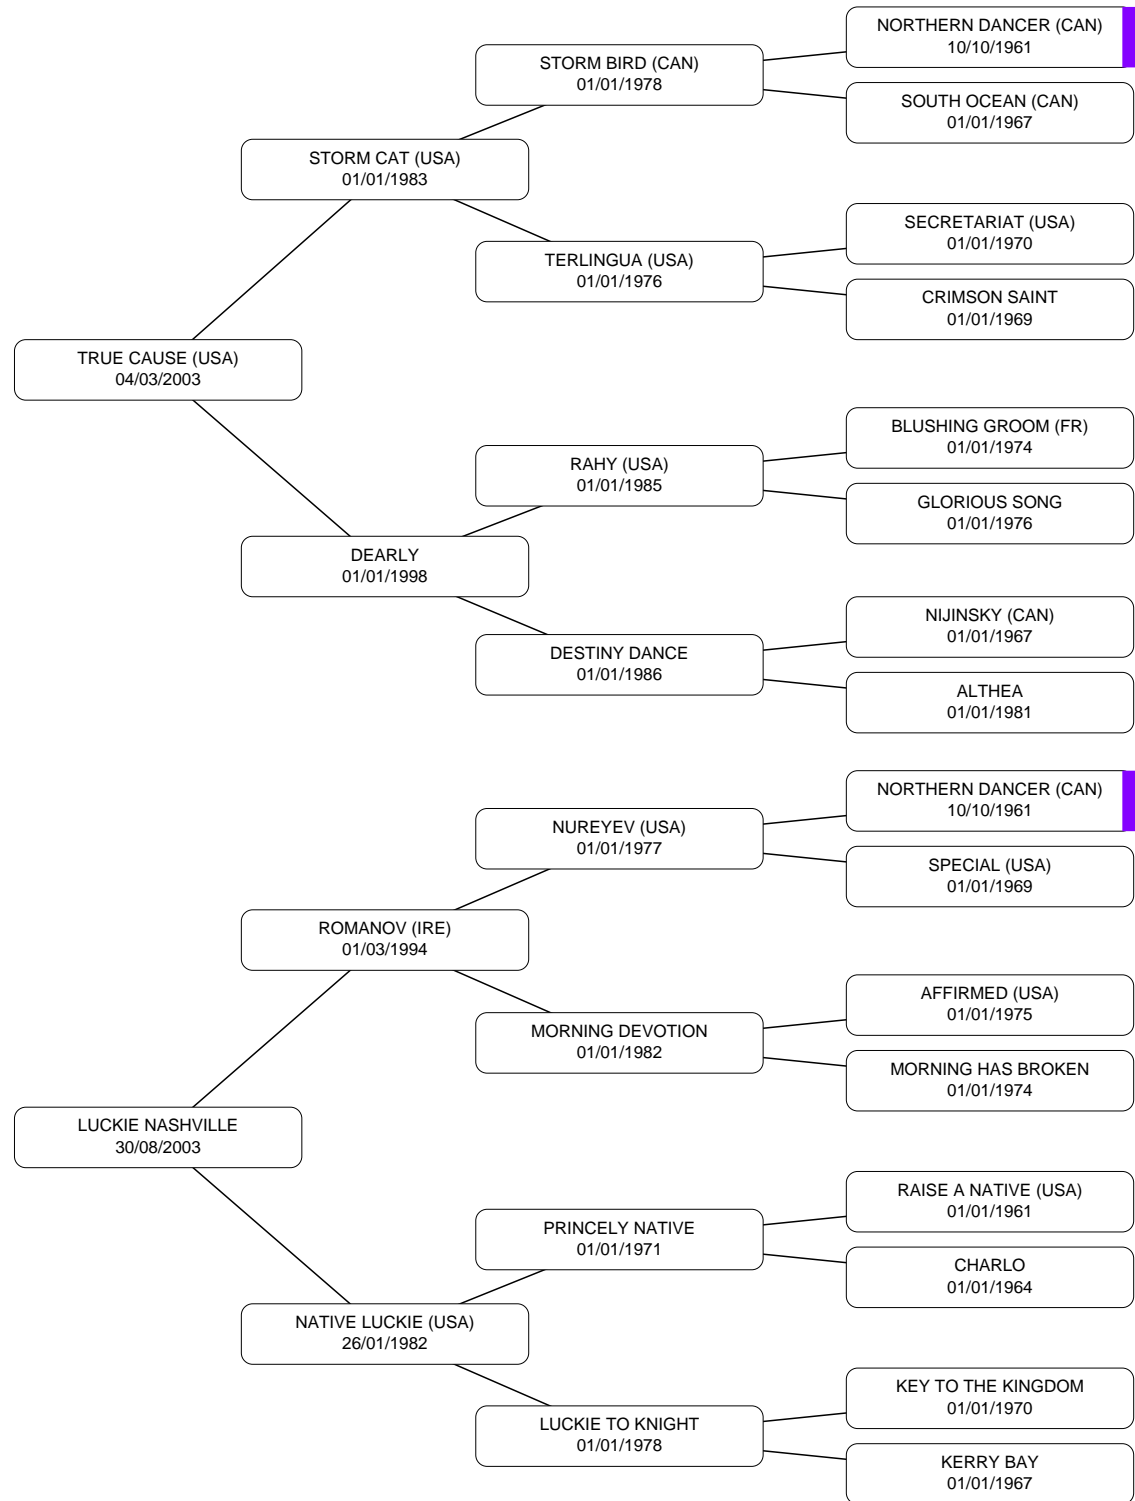 NORTHERN DANCER (CAN)
10/10/1961
STORM BIRD (CAN)
01/01/1978
SOUTH OCEAN (CAN)
01/01/1967
STORM CAT (USA)
01/01/1983
SECRETARIAT (USA)
01/01/1970
TERLINGUA (USA)
01/01/1976
CRIMSON SAINT
01/01/1969
TRUE CAUSE (USA)
04/03/2003
BLUSHING GROOM (FR)
01/01/1974
RAHY (USA)
01/01/1985
GLORIOUS SONG
01/01/1976
DEARLY
01/01/1998
NIJINSKY (CAN)
01/01/1967
DESTINY DANCE
01/01/1986
ALTHEA
01/01/1981
NORTHERN DANCER (CAN)
10/10/1961
NUREYEV (USA)
01/01/1977
SPECIAL (USA)
01/01/1969
ROMANOV (IRE)
01/03/1994
AFFIRMED (USA)
01/01/1975
MORNING DEVOTION
01/01/1982
MORNING HAS BROKEN
01/01/1974
LUCKIE NASHVILLE
30/08/2003
RAISE A NATIVE (USA)
01/01/1961
PRINCELY NATIVE
01/01/1971
CHARLO
01/01/1964
NATIVE LUCKIE (USA)
26/01/1982
KEY TO THE KINGDOM
01/01/1970
LUCKIE TO KNIGHT
01/01/1978
KERRY BAY
01/01/1967